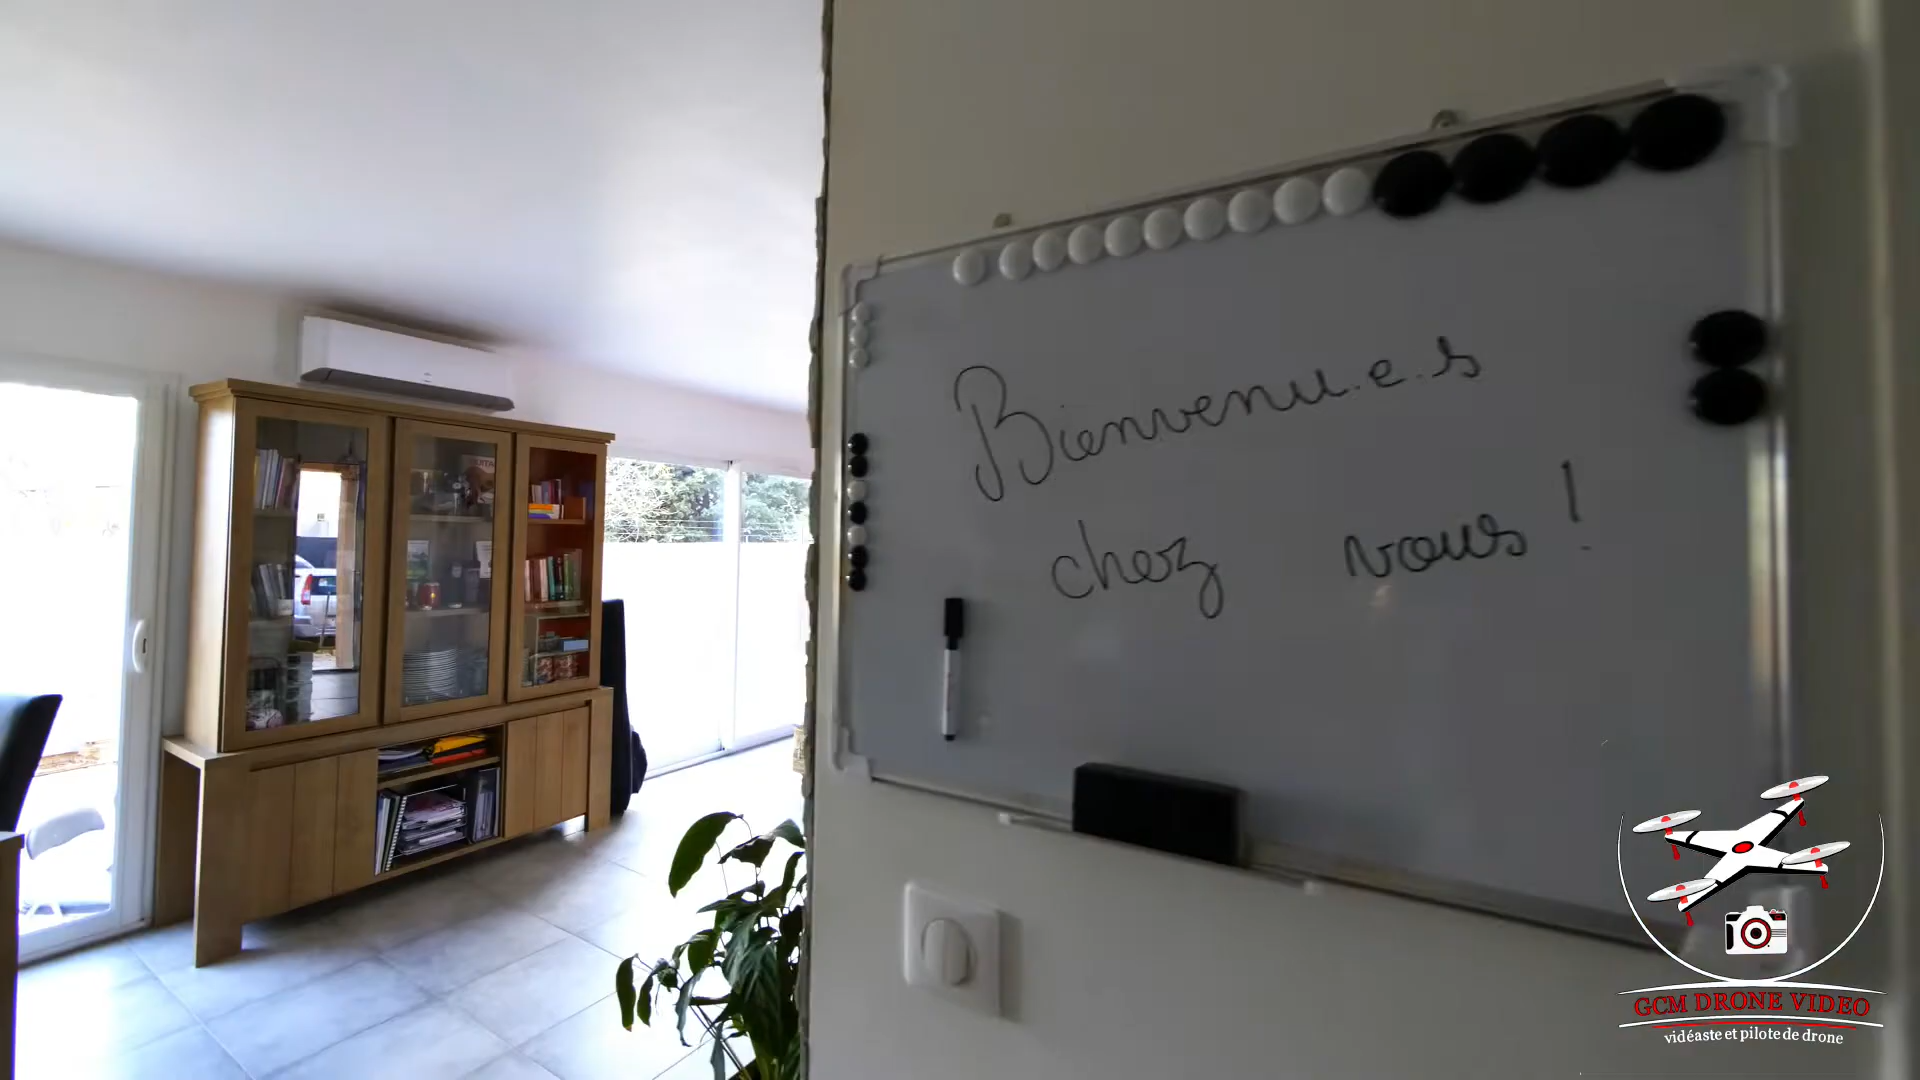 Bienvenu.e.s
chez vous !
GCM DRONE VIDEO
vidéaste et pilote de drone